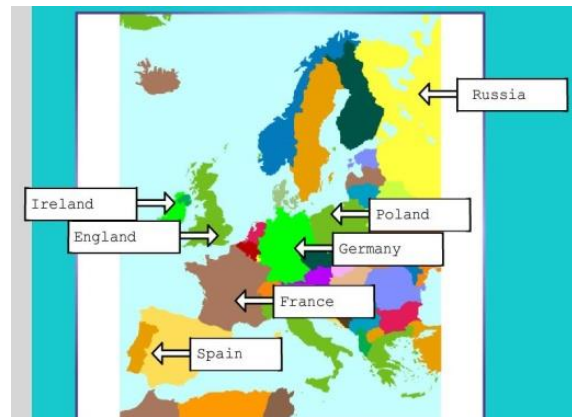 Russia
Ireland
Poland
England
Germany
France
Spain